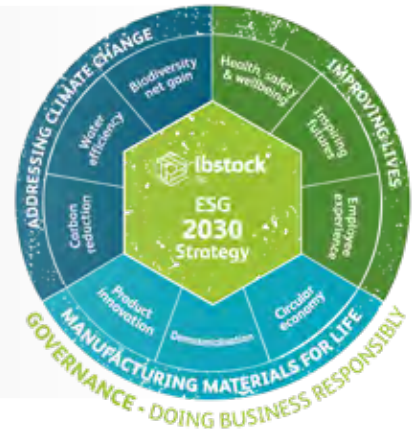 ADDRESSING CLIMATE CHANGE
Carbon
reduction
Water
efficiency
Biodiversity
net gain
IMPROVING LIVES
Health, safety
& wellbeing
Inspiring
futures
Employee
experience
MANUFACTURING MATERIALS FOR LIFE
Product
innovation
Dematerialisation
Circular
economy
ibstock
ESG
2030
Strategy
GOVERNANCE • DOING BUSINESS RESPONSIBLY